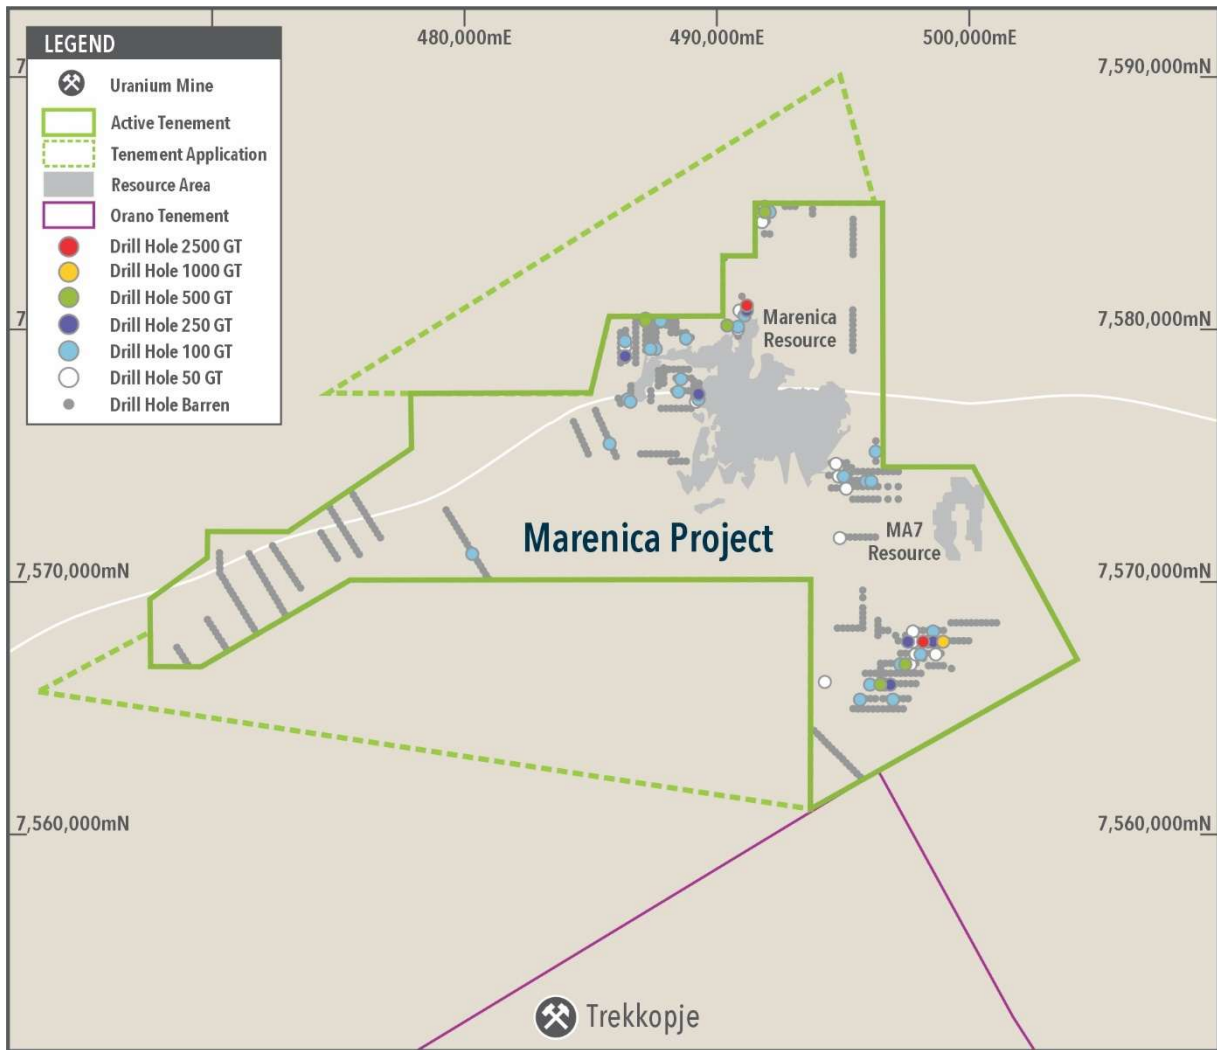 LEGEND
Uranium Mine
Active Tenement
Tenement Application
Resource Area
Orano Tenement
Drill Hole 2500 GT
Drill Hole 1000 GT
Drill Hole 500 GT
Drill Hole 250 GT
Drill Hole 100 GT
Drill Hole 50 GT
Drill Hole Barren
480,000mE
490,000mE
500,000mE
7,590,000mN
7,580,000mN
Marenica
Resource
Marenica Project
MA7
Resource
7,570,000mN
7,570,000mN
7,560,000mN
7,560,000mN
Trekkopje